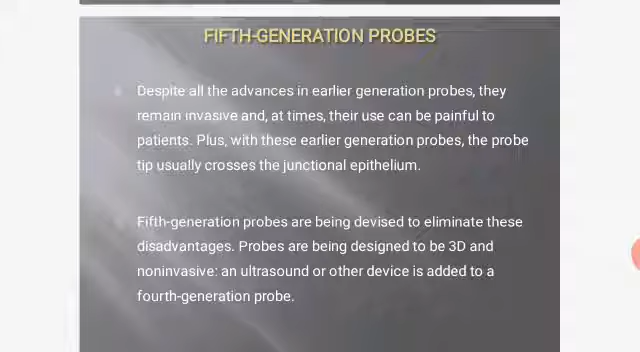 FIFTH-GENERATION PROBES
Despite all the advances in earlier generation probes, they
remain invasive and, at times, their use can be painful to
patients. Plus, with these earlier generation probes, the probe
tip usually crosses the junctional epithelium.
Fifth-generation probes are being devised to eliminate these
disadvantages. Probes are being designed to be 3D and
noninvasive: an ultrasound or other device is added to a
fourth-generation probe.